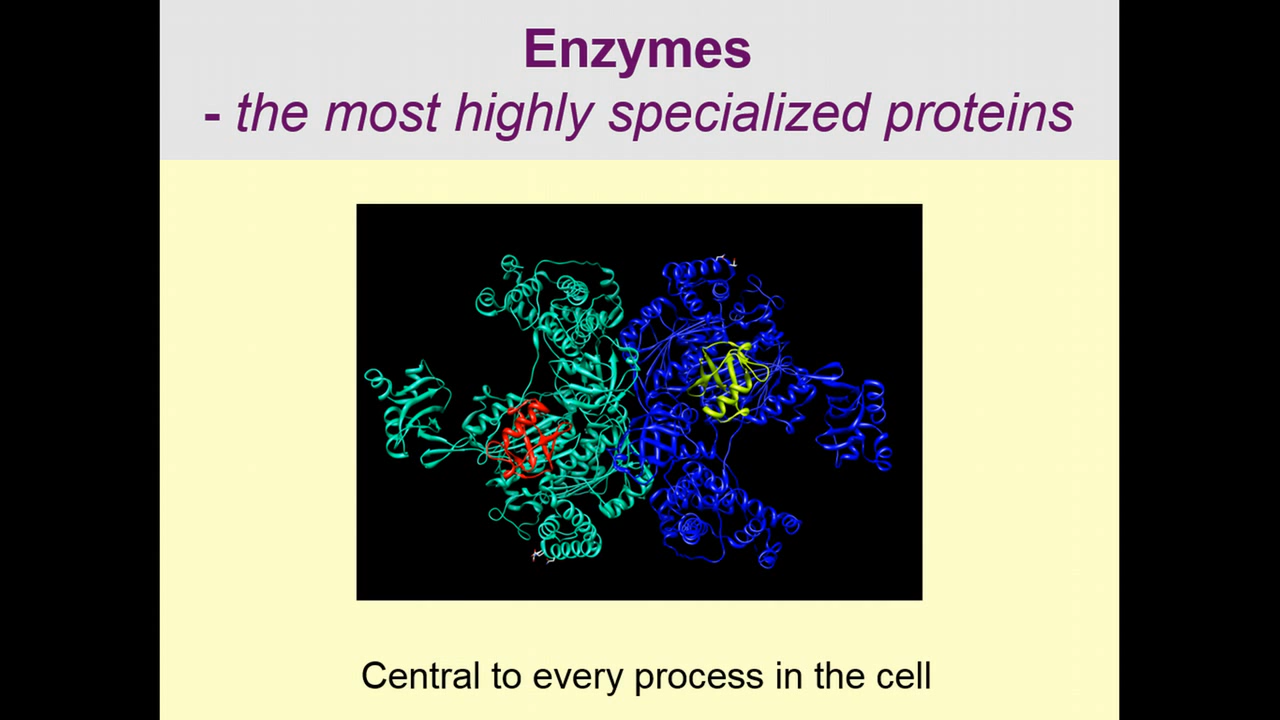 Enzymes
- the most highly specialized proteins
Central to every process in the cell